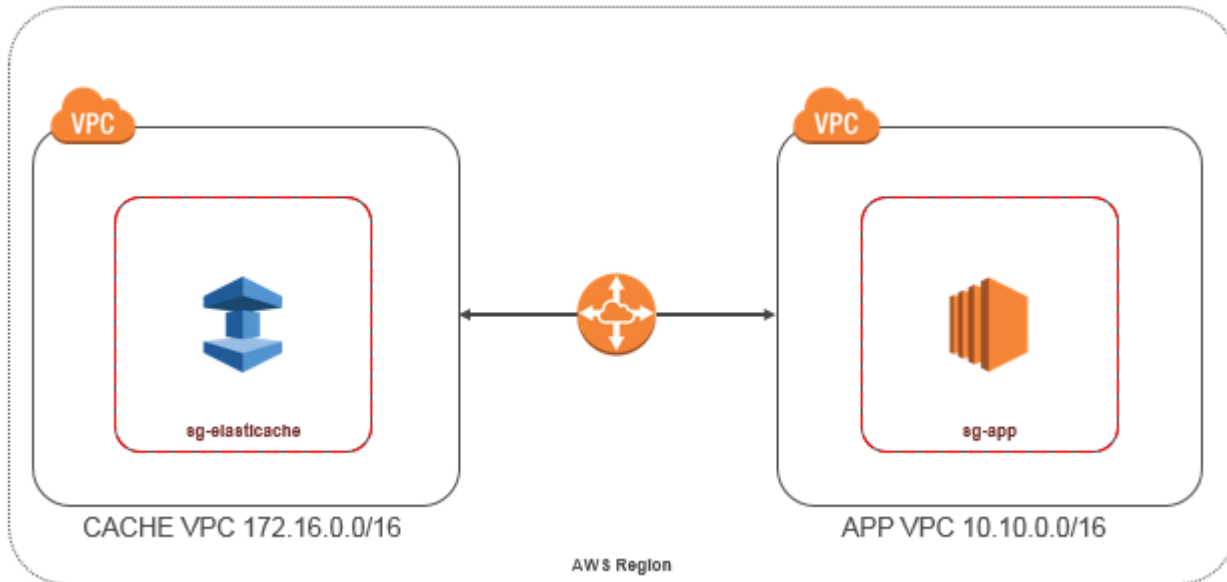 VPC
VPC
sg-elasticache
sg-app
CACHE VPC 172.16.0.0/16
APP VPC 10.10.0.0/16
AWS Region